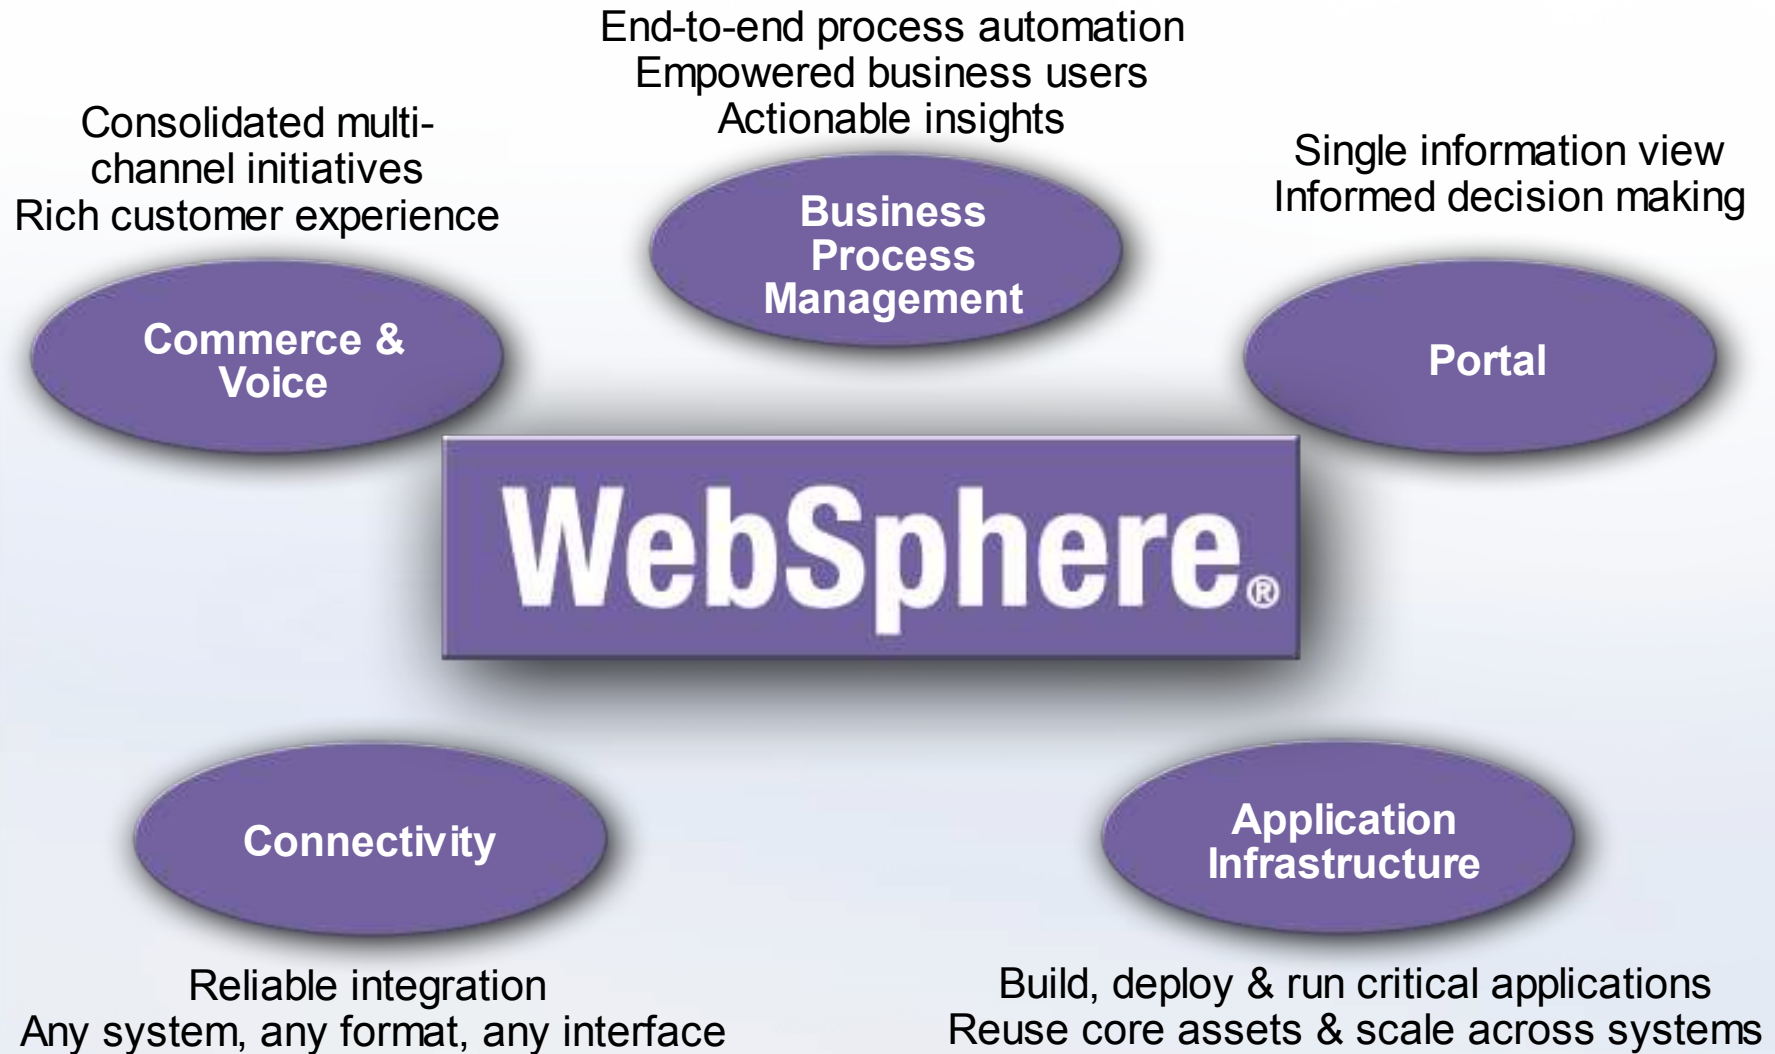 End-to-end process automation
Empowered business users
Actionable insights
Consolidated multi-
channel initiatives
Rich customer experience
Single information view
Informed decision making
Business
Process
Management
Commerce &
Voice
Portal
WebSphere®
Connectivity
Application
Infrastructure
Reliable integration
Any system, any format, any interface
Build, deploy & run critical applications
Reuse core assets & scale across systems